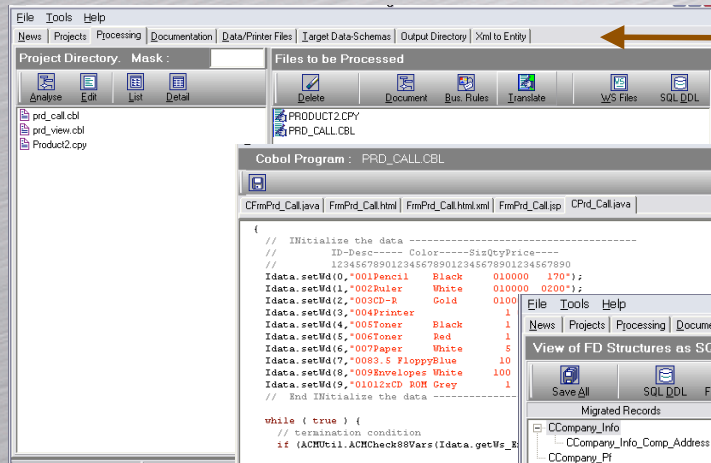 File Tools Help
News Projects Processing Documentation Data/Printer Files Target Data-Schemas Output Directory Xml to Entity
Project Directory. Mask :
Files to be Processed
Analyse Edit List Detail
Delete Document Bus. Rules Translate WS Files SQL DDL
prd_call.cbl
prd_view.cbl
Product2.cpy
PRODUCT2.CPY
PRD_CALL.CBL
Cobol Program : PRD_CALL.CBL
CFrmPrd_Call.java FrmPrd_Call.html FrmPrd_Call.html.xml FrmPrd_Call.jsp CPrd_Call.java
{
// INitialize the data -----------------------------------
// ID-Desc----- Color-----SizQtyPrice----
// 1234567890123456789012345678901234567890
Idata.setWd(0,"001Pencil Black 010000 170");
Idata.setWd(1,"002Ruler White 010000 0200");
Idata.setWd(2,"003CD-R Gold 0100
Idata.setWd(3,"004Printer 1
Idata.setWd(4,"005Toner Black 1
Idata.setWd(5,"006Toner Red 1
Idata.setWd(6,"007Paper White 5
Idata.setWd(7,"0083.5 FloppyBlue 10
Idata.setWd(8,"009Envelopes White 100
Idata.setWd(9,"01012xCD ROM Grey 1
// End INitialize the data -------------
while ( true ) {
// termination condition
if (ACMUtil.ACMCheck88Vars(Idata.getWs_E
File Tools Help
News Projects Processing Docume
View of FD Structures as SQ
Save All SQL DDL F
Migrated Records
CCompany_Info
CCompany_Info_Comp_Address
CCompany_Pf